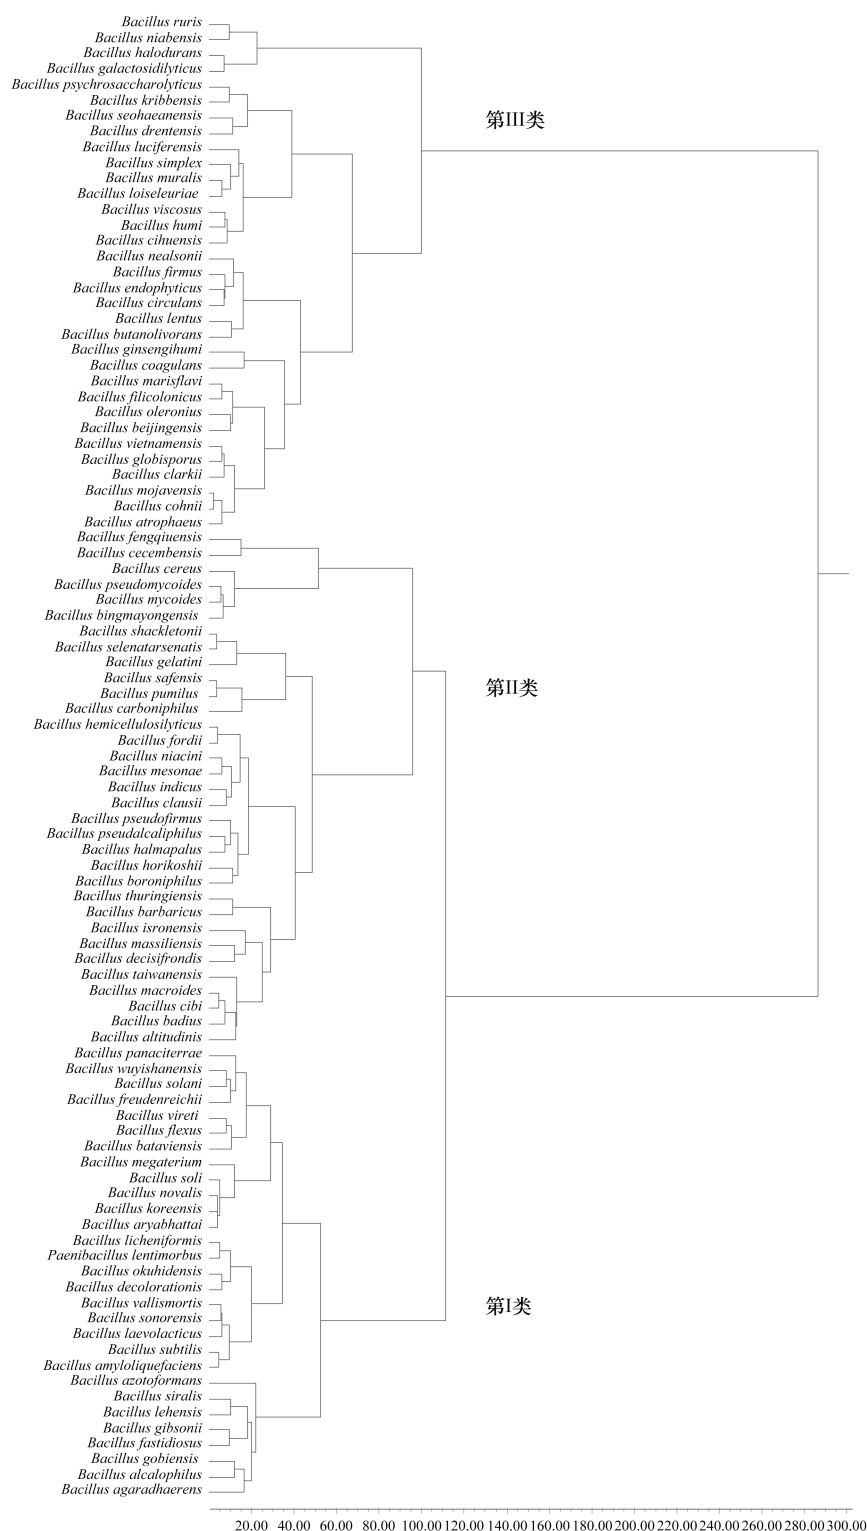 Bacillus ruris
Bacillus niabensis
Bacillus halodurans
Bacillus galactosidilyticus
Bacillus psychrosaccharolyticus
Bacillus kribbensis
Bacillus seohaeanensis
第III类
Bacillus drentensis
Bacillus luciferensis
Bacillus simplex
Bacillus muralis
Bacillus loiseleuriae
Bacillus viscosus
Bacillus humi
Bacillus cihuensis
Bacillus nealsonii
Bacillus firmus
Bacillus endophyticus
Bacillus circulans
Bacillus lentus
Bacillus butanolivorans
Bacillus ginsengihumi
Bacillus coagulans
Bacillus marisflavi
Bacillus filicolonicus
Bacillus oleronius
Bacillus beijingensis
Bacillus vietnamensis
Bacillus globisporus
Bacillus clarkii
Bacillus mojavensis
Bacillus cohnii
Bacillus atrophaeus
Bacillus fengqiuensis
Bacillus cecembensis
Bacillus cereus
Bacillus pseudomycoides
Bacillus mycoides
Bacillus bingmayongensis
Bacillus shackletonii
Bacillus selenatarsenatis
Bacillus gelatini
Bacillus safensis
第II类
Bacillus pumilus
Bacillus carboniphilus
Bacillus hemicellulosilyticus
Bacillus fordii
Bacillus niacini
Bacillus mesonae
Bacillus indicus
Bacillus clausii
Bacillus pseudofirmus
Bacillus pseudalcaliphilus
Bacillus halmapalus
Bacillus horikoshii
Bacillus boroniphilus
Bacillus thuringiensis
Bacillus barbaricus
Bacillus isronensis
Bacillus massiliensis
Bacillus decisifrondis
Bacillus taiwanensis
Bacillus macroides
Bacillus cibi
Bacillus badius
Bacillus altitudinis
Bacillus panaciterrae
Bacillus wuyishanensis
Bacillus solani
Bacillus freudenreichii
Bacillus vireti
Bacillus flexus
Bacillus bataviensis
Bacillus megaterium
Bacillus soli
Bacillus novalis
Bacillus koreensis
Bacillus aryabhattai
Bacillus licheniformis
Paenibacillus lentimorbus
Bacillus okuhidensis
Bacillus decolorationis
Bacillus vallismortis
第I类
Bacillus sonorensis
Bacillus laevolacticus
Bacillus subtilis
Bacillus amyloliquefaciens
Bacillus azotoformans
Bacillus siralis
Bacillus lehensis
Bacillus gibsonii
Bacillus fastidiosus
Bacillus gobiensis
Bacillus alcalophilus
Bacillus agaradhaerens
20.00 40.00 60.00 80.00 100.00 120.00 140.00 160.00 180.00 200.00 220.00 240.00 260.00 280.00 300.00